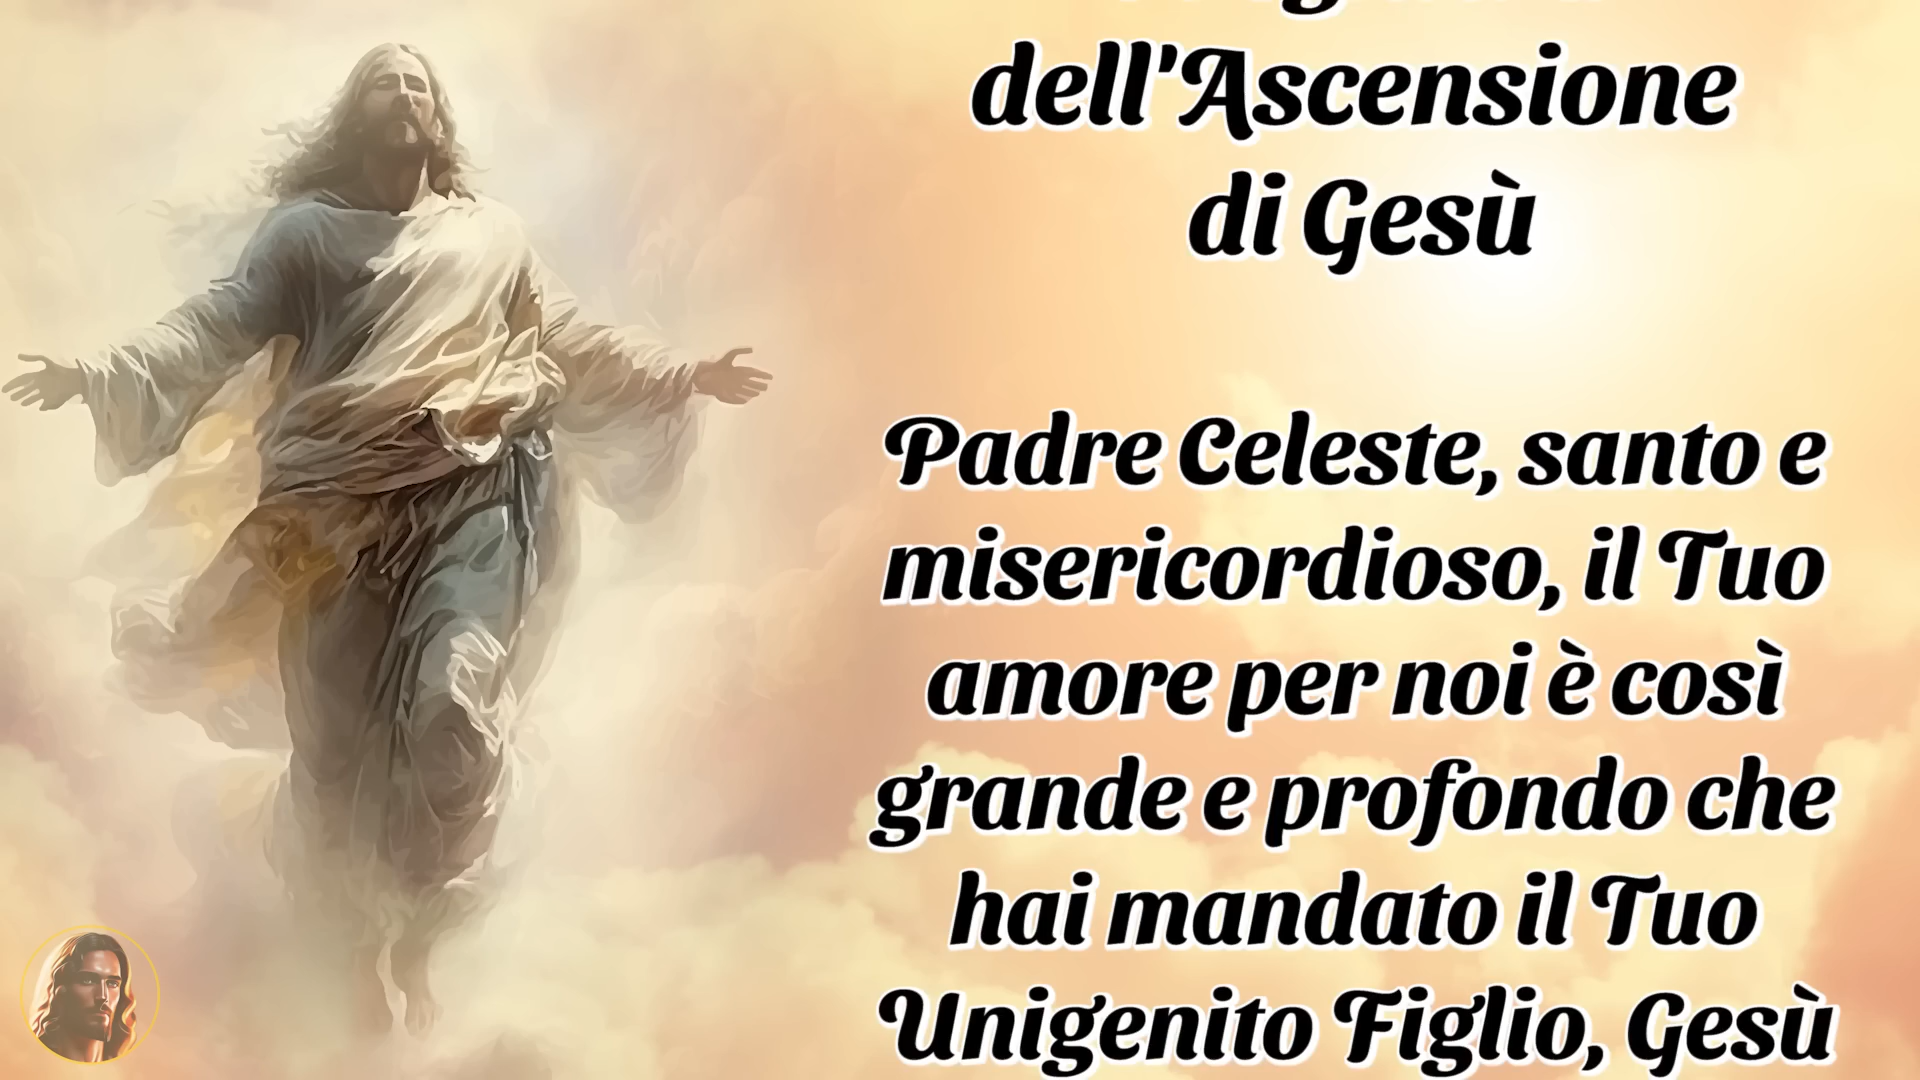 dell'Ascensione
di Gesù
Padre Celeste, santo e
misericordioso, il Tuo
amore per noi è così
grande e profondo che
hai mandato il Tuo
Unigenito Figlio, Gesù